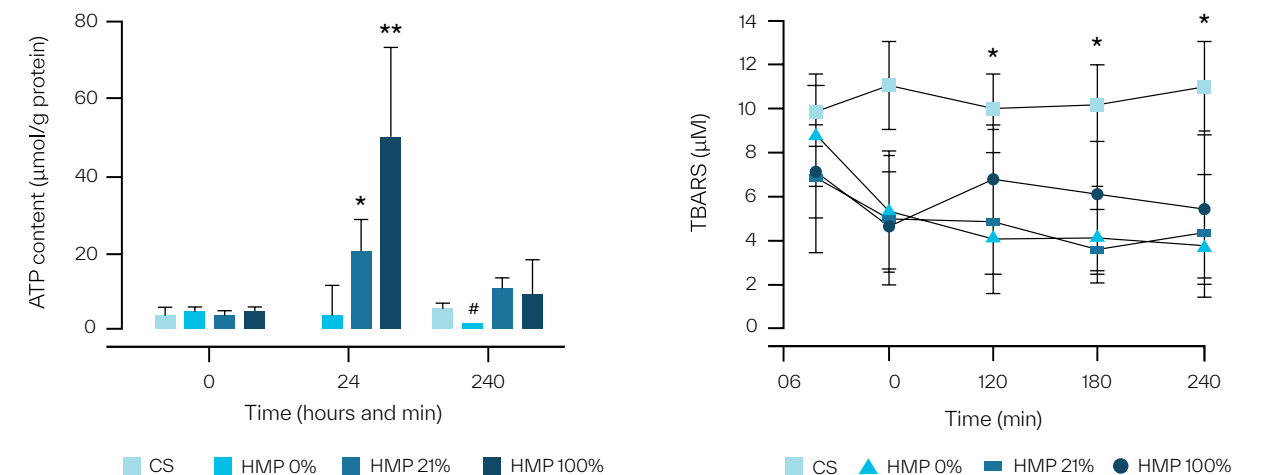 ATP content (µmol/g protein)
80
60
40
20
0
*
**
#
0 24 240
Time (hours and min)
CS HMP 0% HMP 21% HMP 100%
TBARS (µM)
14
12
10
8
6
4
2
0
* * *
06 0 120 180 240
Time (min)
CS HMP 0% HMP 21% HMP 100%